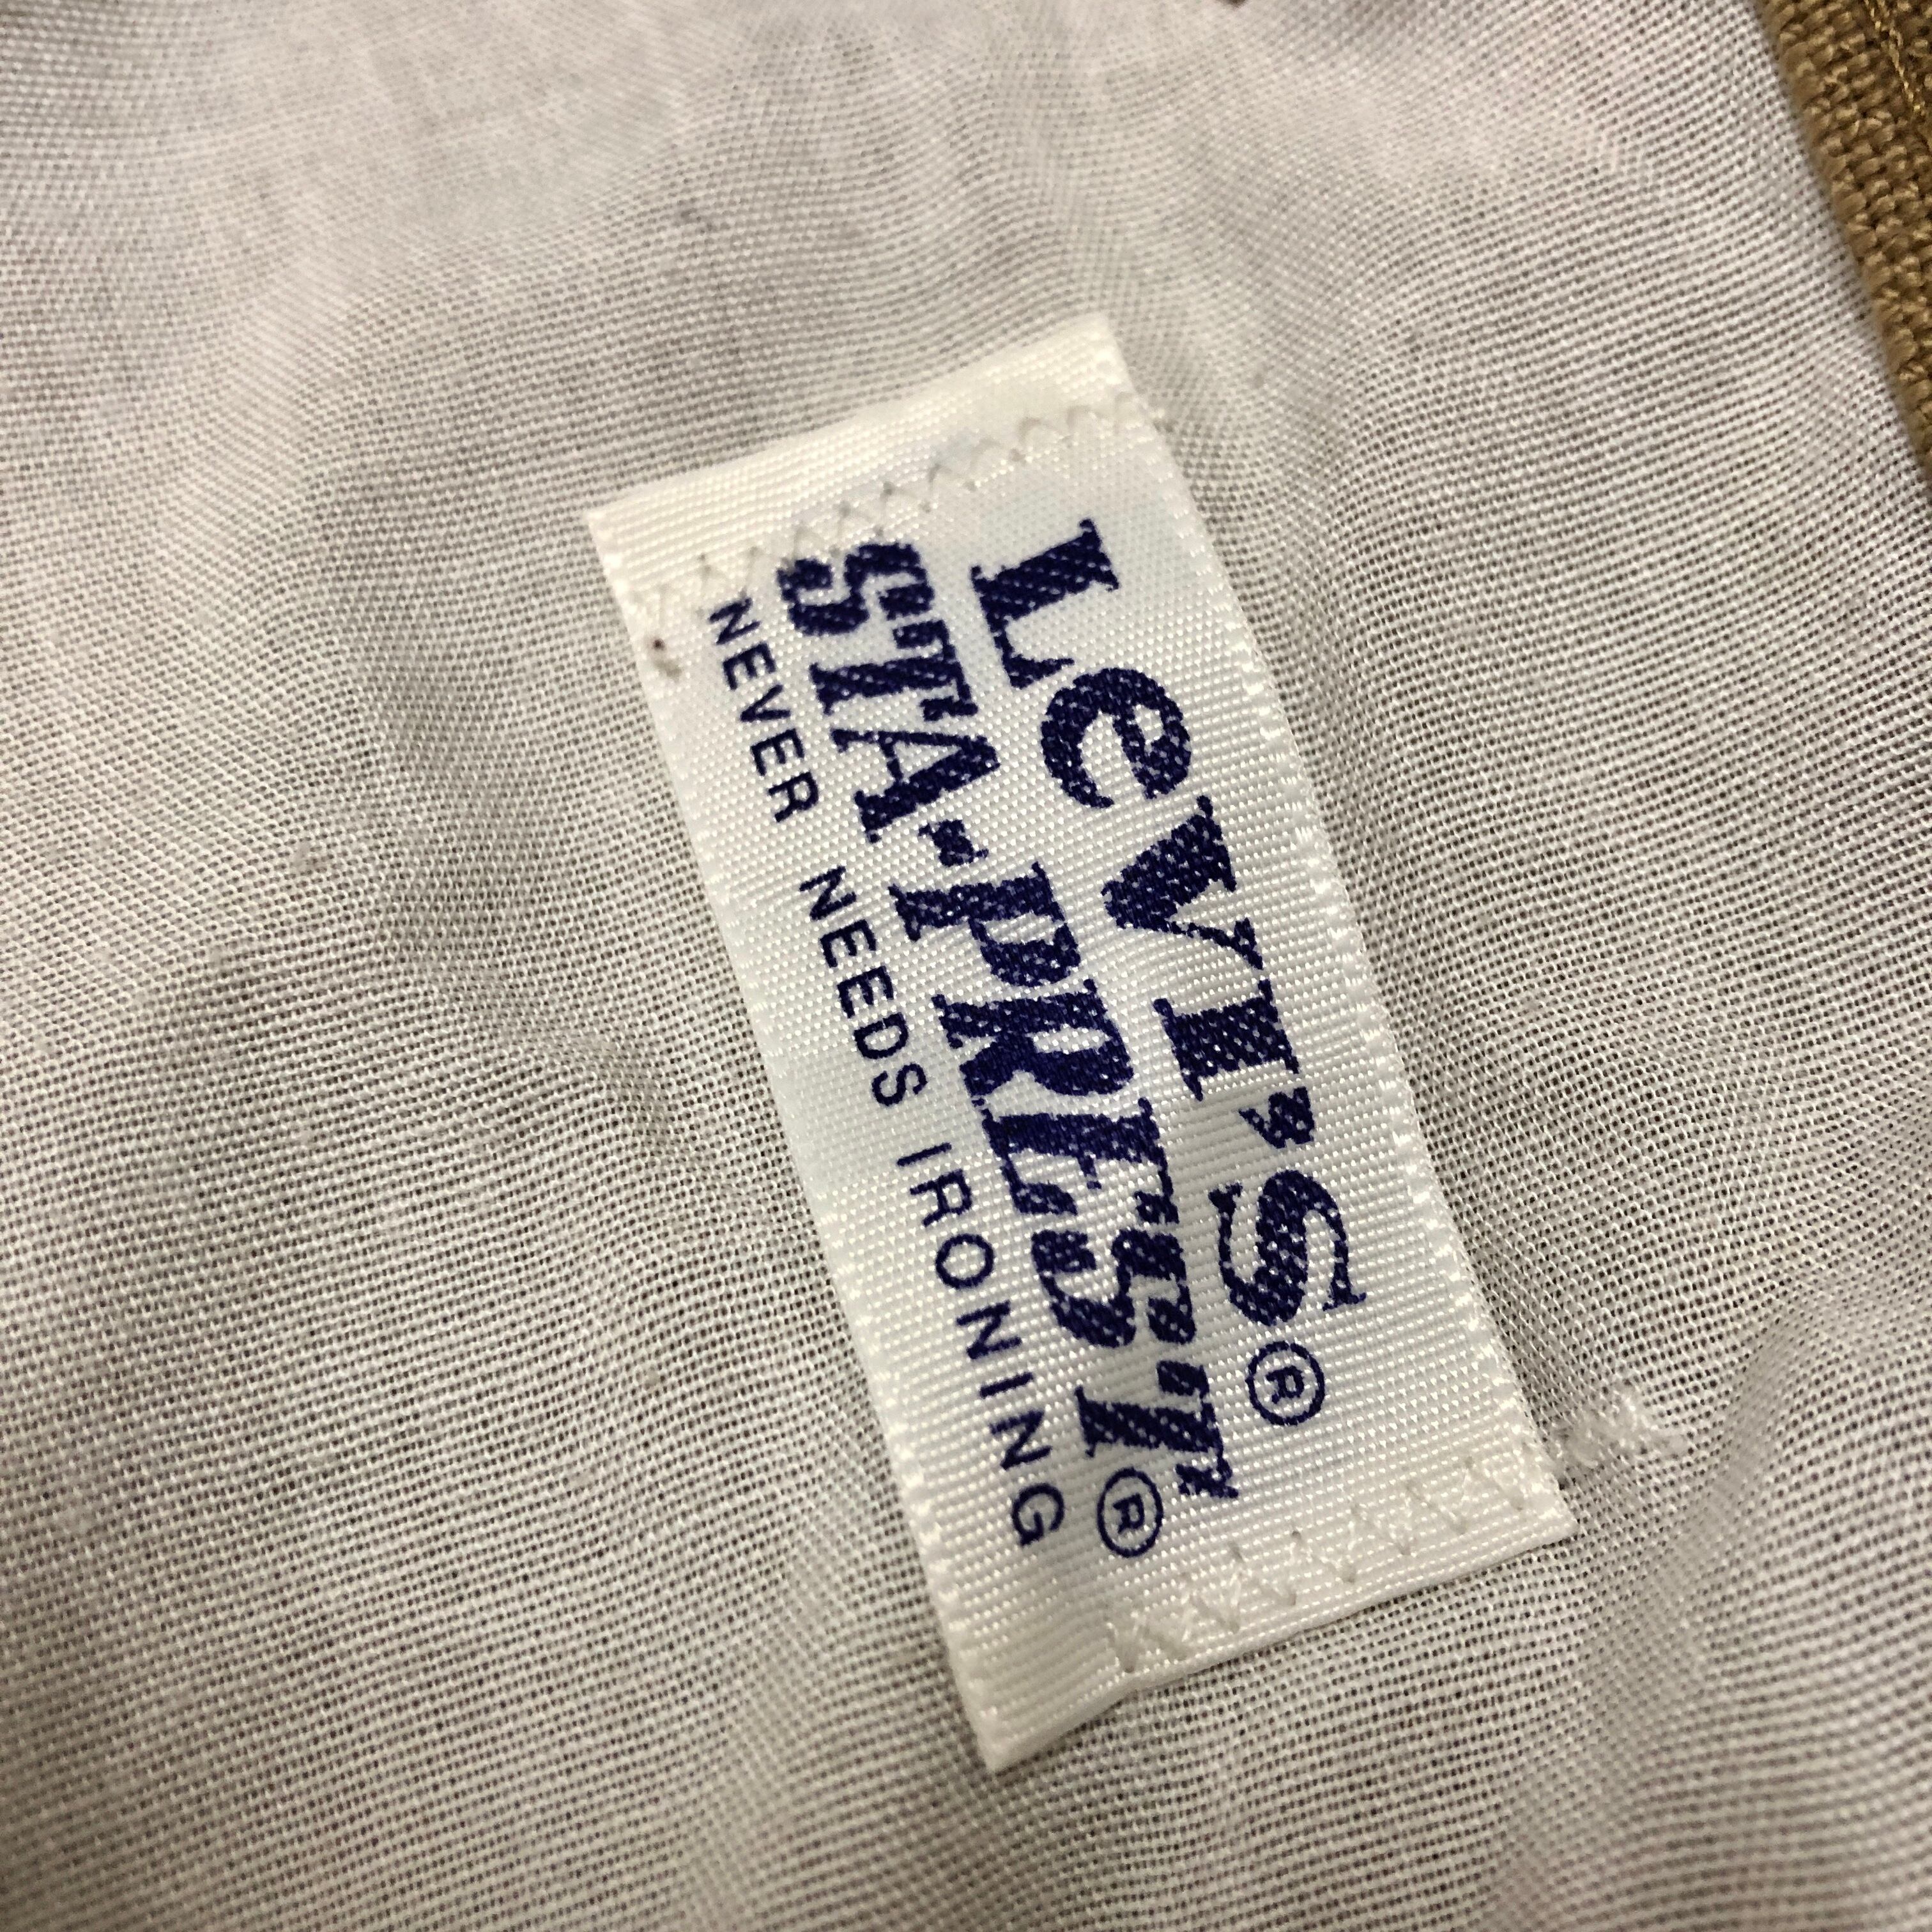 LeVI'S®
STA-PREST®
NEVER NEEDS IRONING